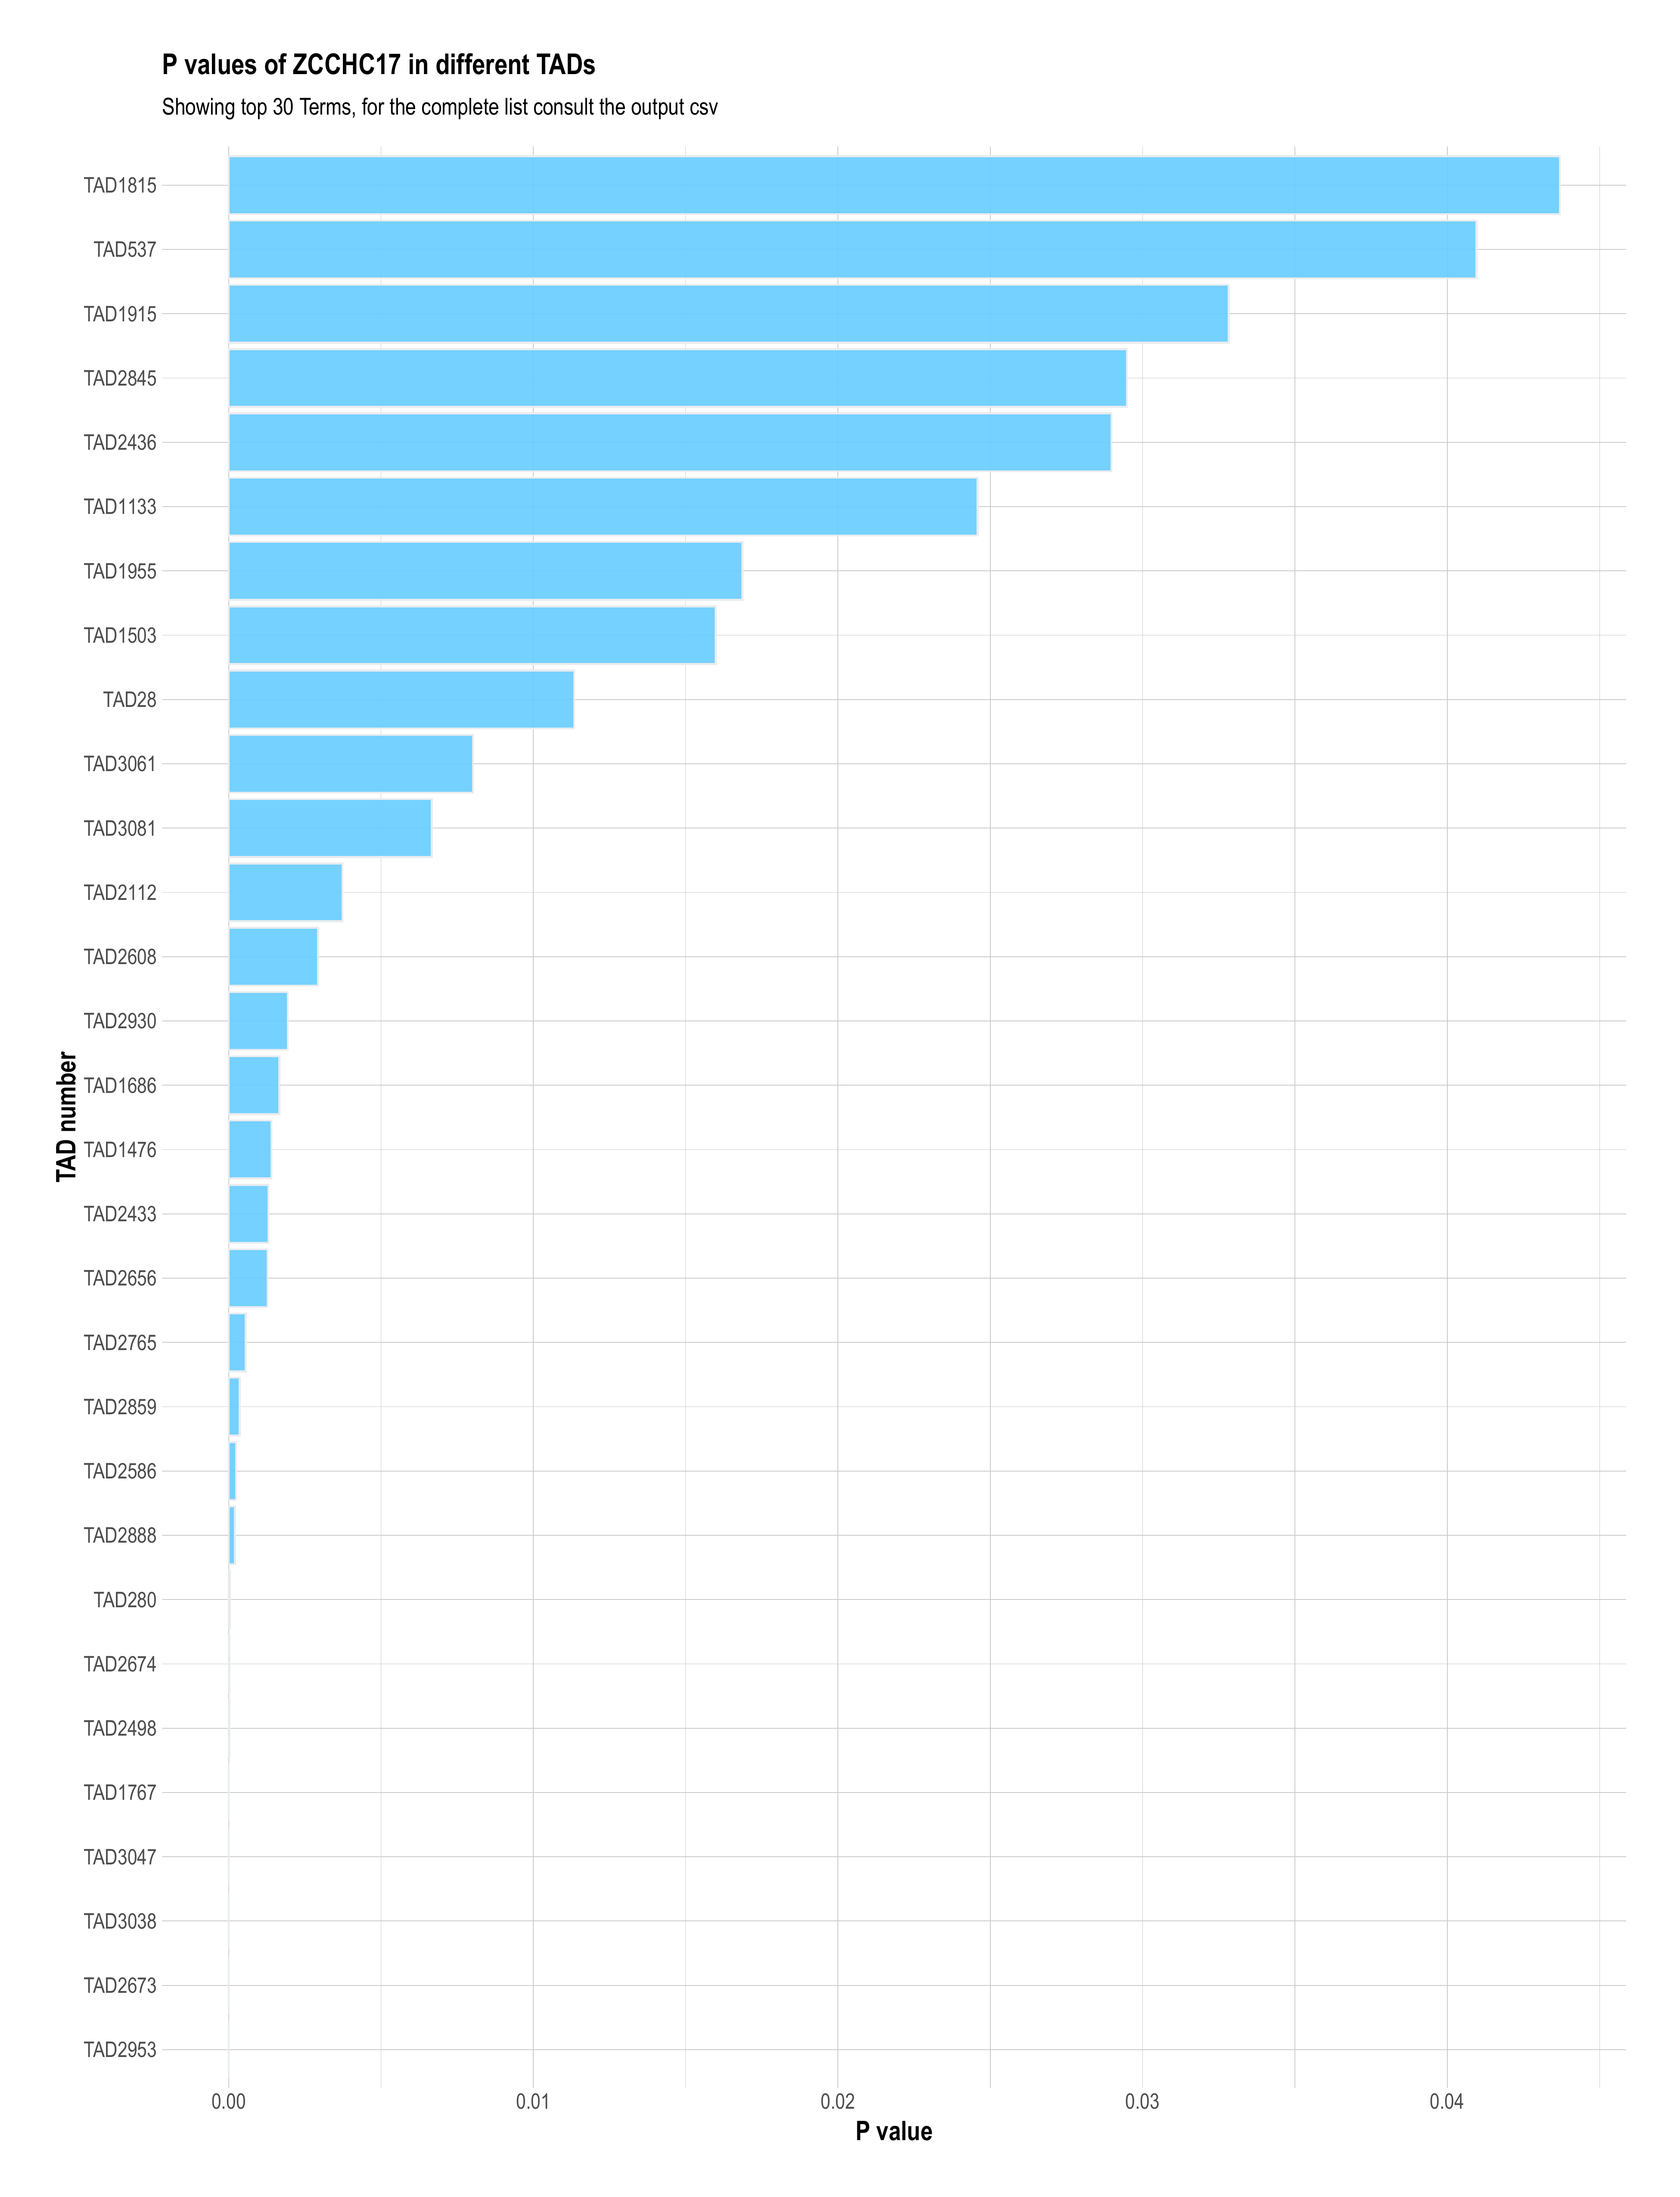 P values of ZCCHC17 in different TADs
Showing top 30 Terms, for the complete list consult the output csv
TAD1815
TAD537
TAD1915
TAD2845
TAD2436
TAD1133
TAD1955
TAD1503
TAD28
TAD3061
TAD3081
TAD2112
TAD2608
TAD2930
TAD1686
TAD1476
TAD2433
TAD2656
TAD2765
TAD2859
TAD2586
TAD2888
TAD280
TAD2674
TAD2498
TAD1767
TAD3047
TAD3038
TAD2673
TAD2953
TAD number
0.00 0.01 0.02 0.03 0.04
P value